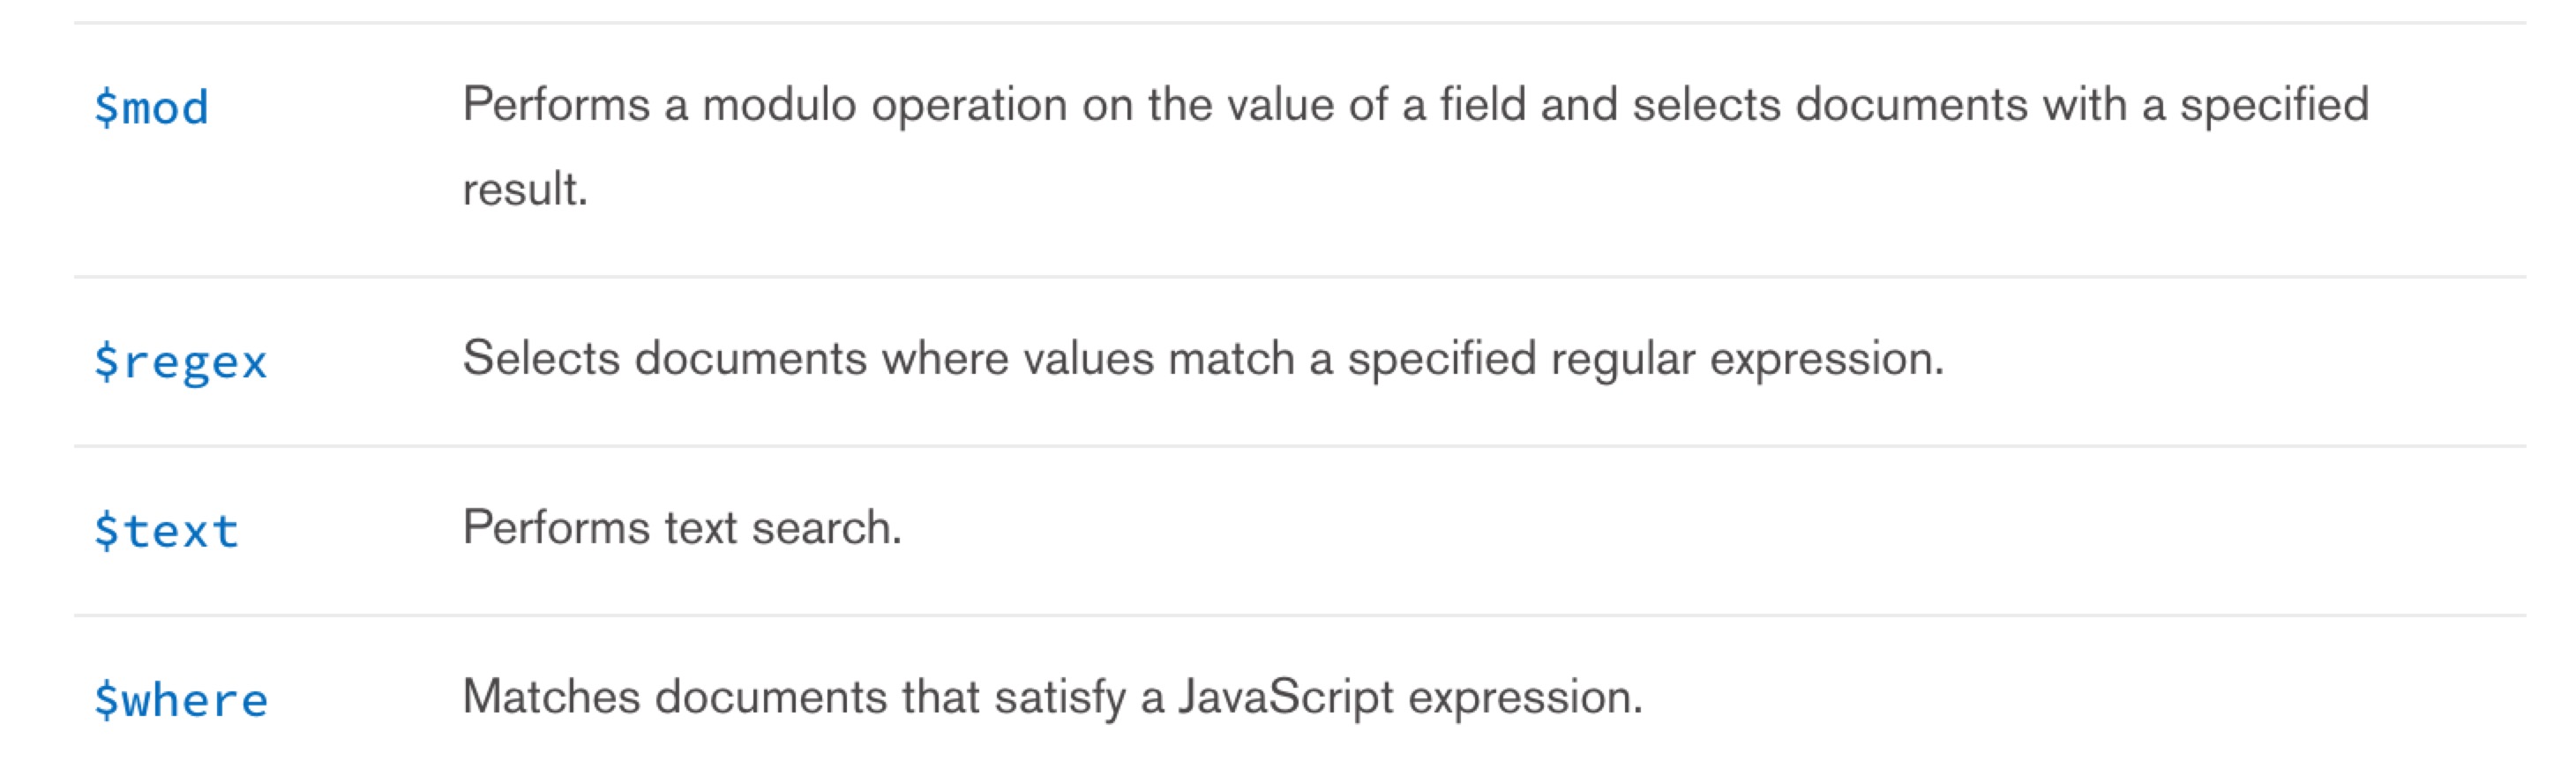 $mod Performs a modulo operation on the value of a field and selects documents with a specified
result.
$regex Selects documents where values match a specified regular expression.
$text Performs text search.
$where Matches documents that satisfy a JavaScript expression.